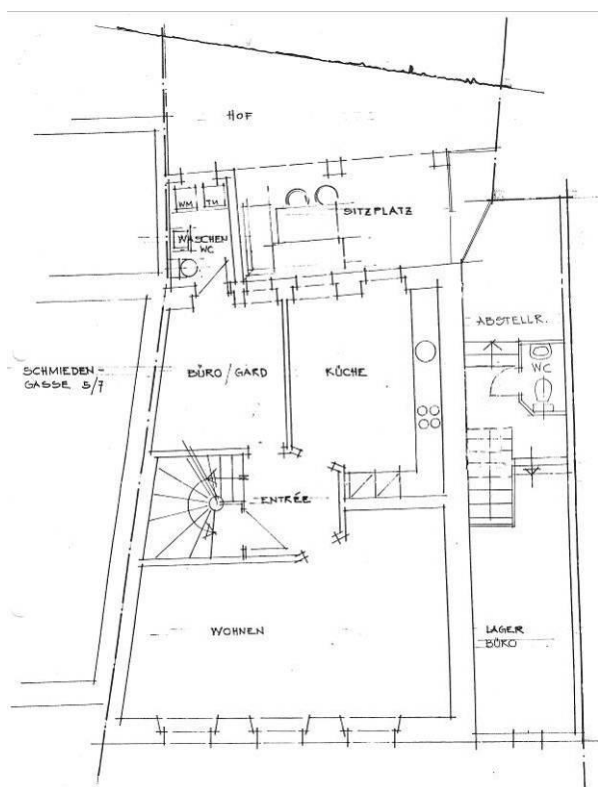 HOF
WM
TU
SITZPLATZ
WASCHEN
WC
ABSTELLR.
WC
SCHMIEDEN-
GASSE 5/7
BÜRO/GARD
KÜCHE
ENTRÉE
WOHNEN
LAGER
BÜRO